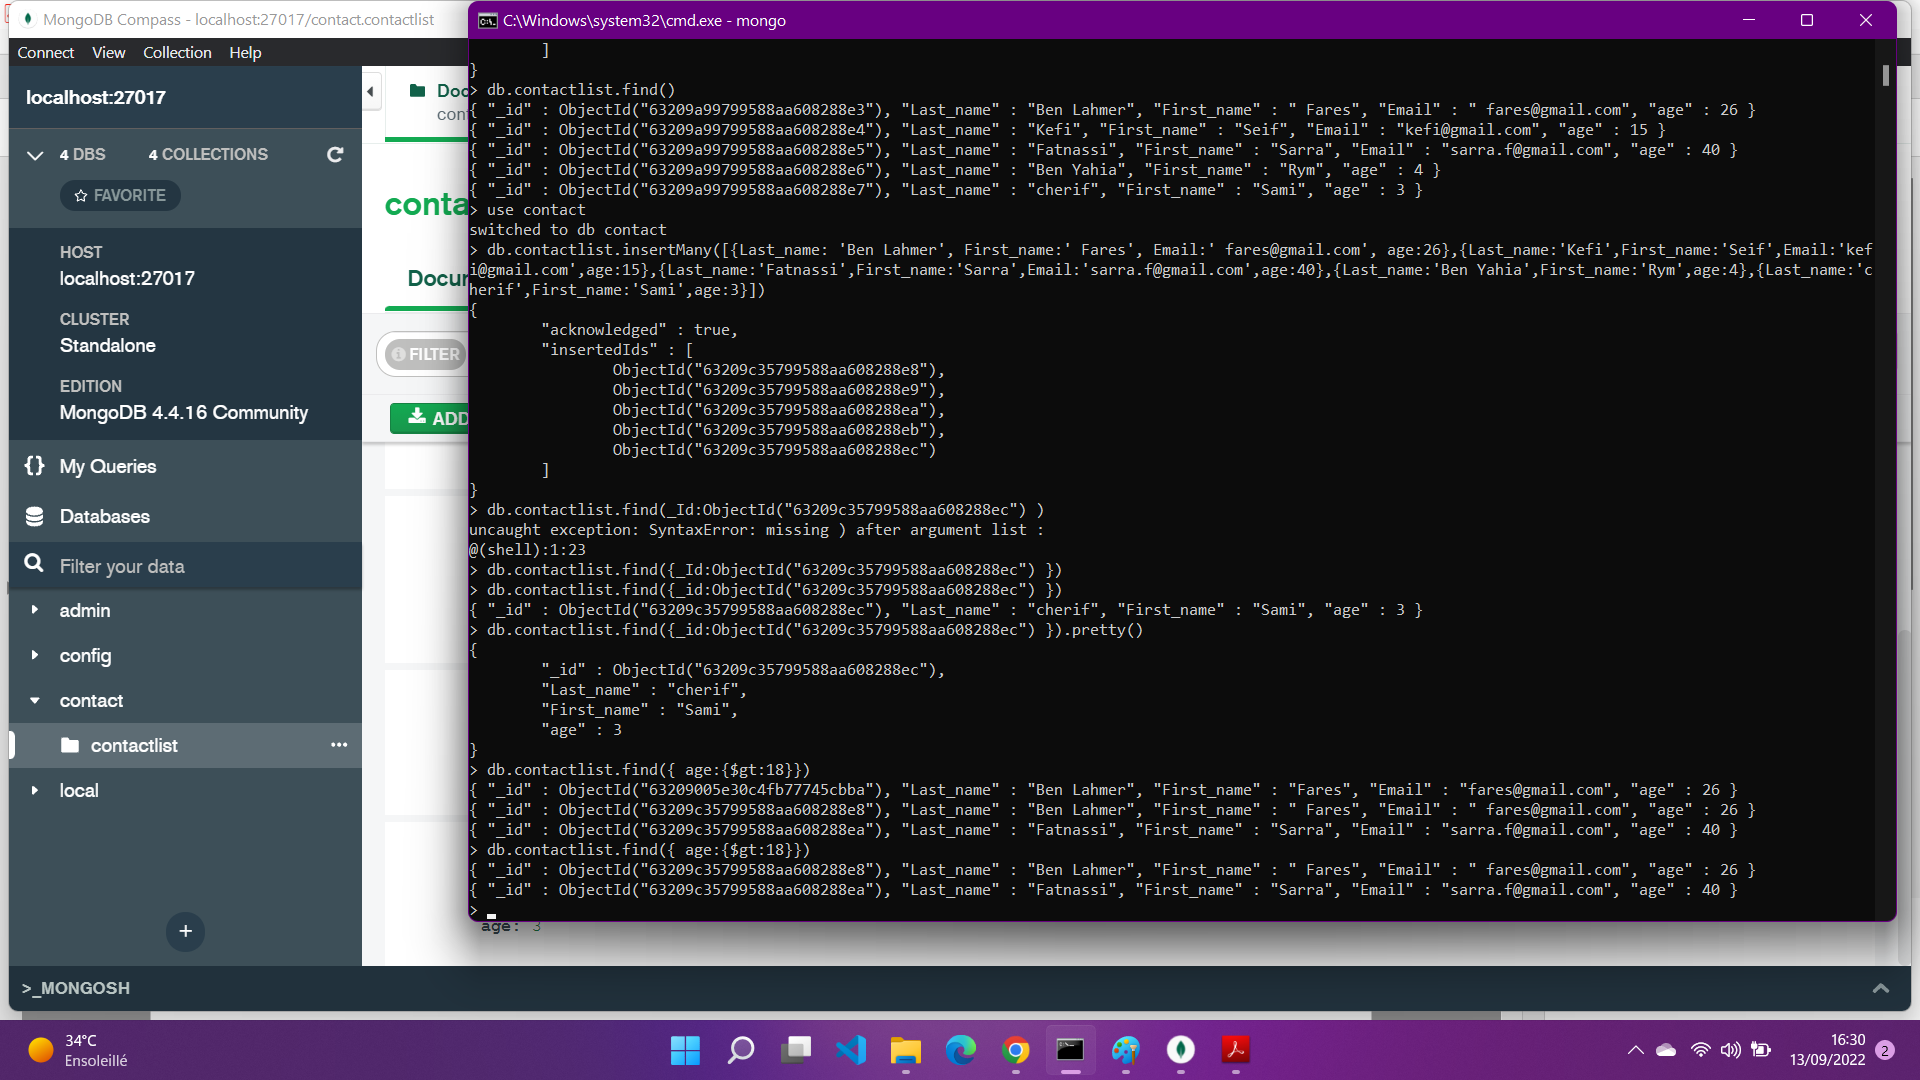 MongoDB Compass - localhost:27017/contact.contactlist
Connect View Collection Help
localhost:27017
4 DBS 4 COLLECTIONS
FAVORITE
HOST
localhost:27017
CLUSTER
Standalone
EDITION
MongoDB 4.4.16 Community
{} My Queries
Databases
Filter your data
admin
config
contact
contactlist •••
local
+
>_MONGOSH
FILTER
ADD
C:\Windows\system32\cmd.exe - mongo
]
}
> db.contactlist.find()
{ "_id" : ObjectId("63209a99799588aa608288e3"), "Last_name" : "Ben Lahmer", "First_name" : " Fares", "Email" : " fares@gmail.com", "age" : 26 }
{ "_id" : ObjectId("63209a99799588aa608288e4"), "Last_name" : "Kefi", "First_name" : "Seif", "Email" : "kefi@gmail.com", "age" : 15 }
{ "_id" : ObjectId("63209a99799588aa608288e5"), "Last_name" : "Fatnassi", "First_name" : "Sarra", "Email" : "sarra.f@gmail.com", "age" : 40 }
{ "_id" : ObjectId("63209a99799588aa608288e6"), "Last_name" : "Ben Yahia", "First_name" : "Rym", "age" : 4 }
{ "_id" : ObjectId("63209a99799588aa608288e7"), "Last_name" : "cherif", "First_name" : "Sami", "age" : 3 }
> use contact
switched to db contact
> db.contactlist.insertMany([{Last_name: 'Ben Lahmer', First_name:' Fares', Email:' fares@gmail.com', age:26},{Last_name:'Kefi',First_name:'Seif',Email:'kef
i@gmail.com',age:15},{Last_name:'Fatnassi',First_name:'Sarra',Email:'sarra.f@gmail.com',age:40},{Last_name:'Ben Yahia',First_name:'Rym',age:4},{Last_name:'c
herif',First_name:'Sami',age:3}])
{
"acknowledged" : true,
"insertedIds" : [
ObjectId("63209c35799588aa608288e8"),
ObjectId("63209c35799588aa608288e9"),
ObjectId("63209c35799588aa608288ea"),
ObjectId("63209c35799588aa608288eb"),
ObjectId("63209c35799588aa608288ec")
]
}
> db.contactlist.find(_Id:ObjectId("63209c35799588aa608288ec") )
uncaught exception: SyntaxError: missing ) after argument list :
@(shell):1:23
> db.contactlist.find({_Id:ObjectId("63209c35799588aa608288ec") })
> db.contactlist.find({_id:ObjectId("63209c35799588aa608288ec") })
{ "_id" : ObjectId("63209c35799588aa608288ec"), "Last_name" : "cherif", "First_name" : "Sami", "age" : 3 }
> db.contactlist.find({_id:ObjectId("63209c35799588aa608288ec") }).pretty()
{
"_id" : ObjectId("63209c35799588aa608288ec"),
"Last_name" : "cherif",
"First_name" : "Sami",
"age" : 3
}
> db.contactlist.find({ age:{$gt:18}})
{ "_id" : ObjectId("63209005e30c4fb77745cbba"), "Last_name" : "Ben Lahmer", "First_name" : "Fares", "Email" : "fares@gmail.com", "age" : 26 }
{ "_id" : ObjectId("63209c35799588aa608288e8"), "Last_name" : "Ben Lahmer", "First_name" : " Fares", "Email" : " fares@gmail.com", "age" : 26 }
{ "_id" : ObjectId("63209c35799588aa608288ea"), "Last_name" : "Fatnassi", "First_name" : "Sarra", "Email" : "sarra.f@gmail.com", "age" : 40 }
> db.contactlist.find({ age:{$gt:18}})
{ "_id" : ObjectId("63209c35799588aa608288e8"), "Last_name" : "Ben Lahmer", "First_name" : " Fares", "Email" : " fares@gmail.com", "age" : 26 }
{ "_id" : ObjectId("63209c35799588aa608288ea"), "Last_name" : "Fatnassi", "First_name" : "Sarra", "Email" : "sarra.f@gmail.com", "age" : 40 }
>
age: 3
34°C
Ensoleillé
16:30
13/09/2022 2